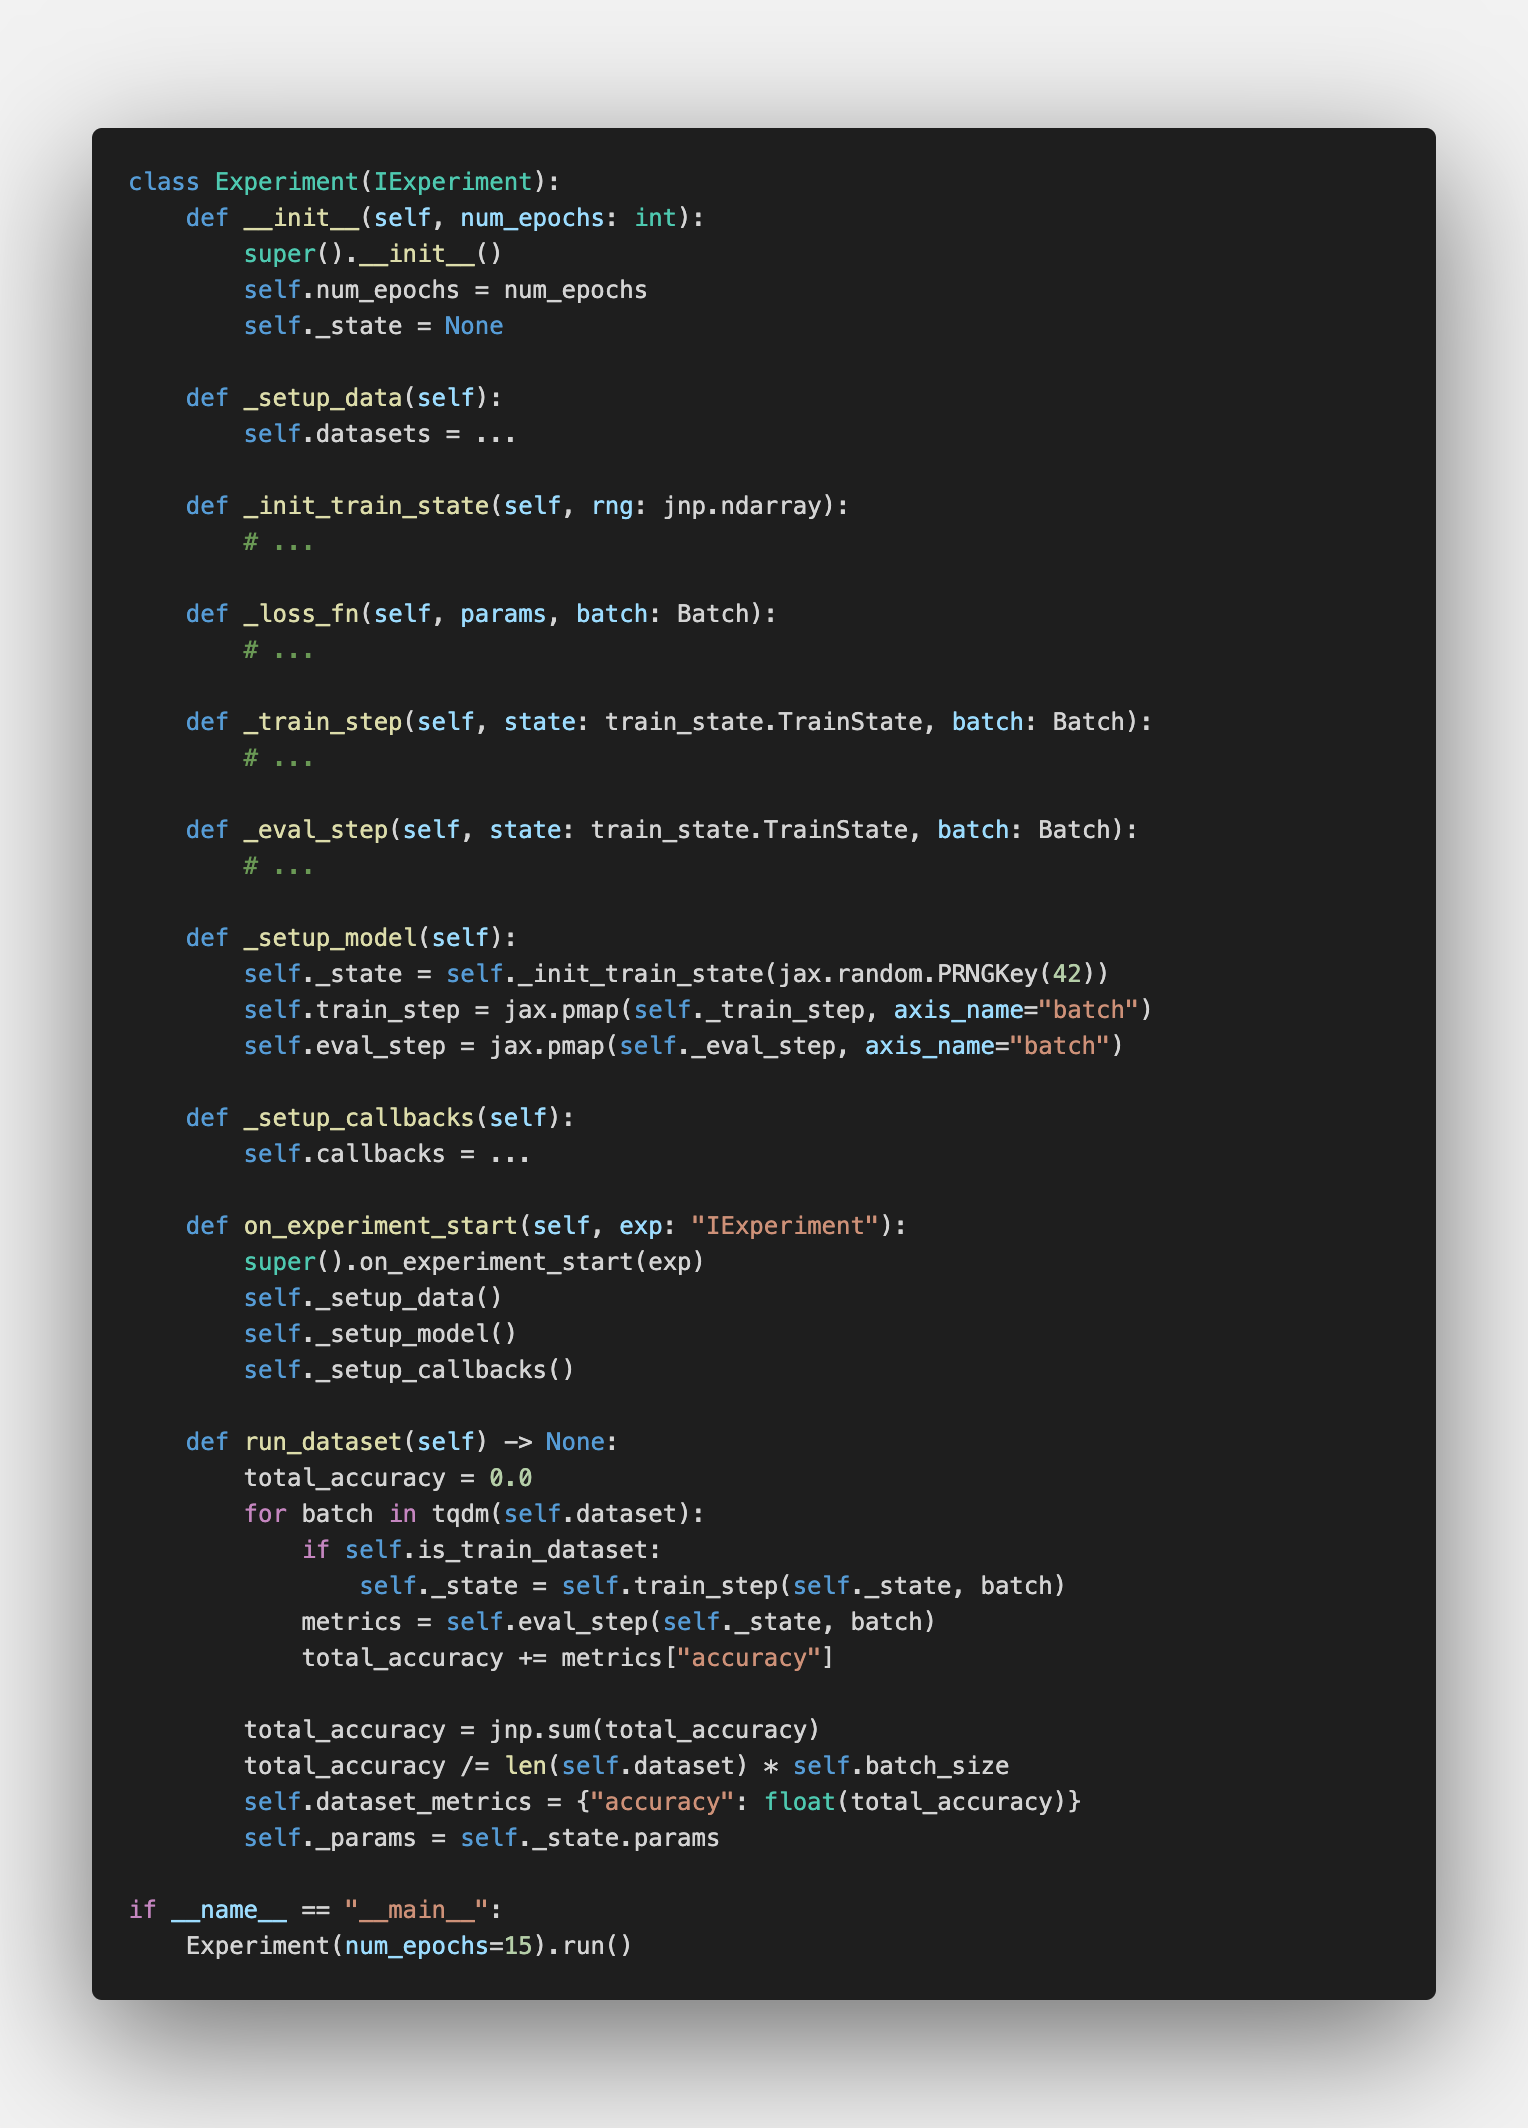 class Experiment(IExperiment):
    def __init__(self, num_epochs: int):
        super().__init__()
        self.num_epochs = num_epochs
        self._state = None

    def _setup_data(self):
        self.datasets = ...

    def _init_train_state(self, rng: jnp.ndarray):
        # ...

    def _loss_fn(self, params, batch: Batch):
        # ...

    def _train_step(self, state: train_state.TrainState, batch: Batch):
        # ...

    def _eval_step(self, state: train_state.TrainState, batch: Batch):
        # ...

    def _setup_model(self):
        self._state = self._init_train_state(jax.random.PRNGKey(42))
        self.train_step = jax.pmap(self._train_step, axis_name="batch")
        self.eval_step = jax.pmap(self._eval_step, axis_name="batch")

    def _setup_callbacks(self):
        self.callbacks = ...

    def on_experiment_start(self, exp: "IExperiment"):
        super().on_experiment_start(exp)
        self._setup_data()
        self._setup_model()
        self._setup_callbacks()

    def run_dataset(self) -> None:
        total_accuracy = 0.0
        for batch in tqdm(self.dataset):
            if self.is_train_dataset:
                self._state = self.train_step(self._state, batch)
            metrics = self.eval_step(self._state, batch)
            total_accuracy += metrics["accuracy"]

        total_accuracy = jnp.sum(total_accuracy)
        total_accuracy /= len(self.dataset) * self.batch_size
        self.dataset_metrics = {"accuracy": float(total_accuracy)}
        self._params = self._state.params

if __name__ == "__main__":
    Experiment(num_epochs=15).run()